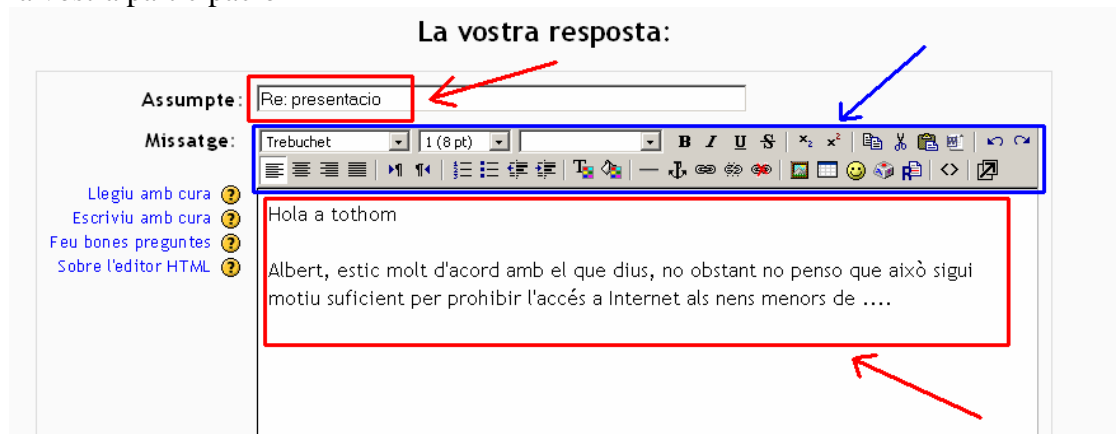 La vostra resposta:
Assumpte: Re: presentacio
Missatge: Trebuchet 1 (8 pt) B I U S x₂ x²
Llegiu amb cura ?
Escriviu amb cura ?
Feu bones preguntes ?
Sobre l'editor HTML ?
Hola a tothom
Albert, estic molt d'acord amb el que dius, no obstant no penso que això sigui
motiu suficient per prohibir l'accés a Internet als nens menors de ....